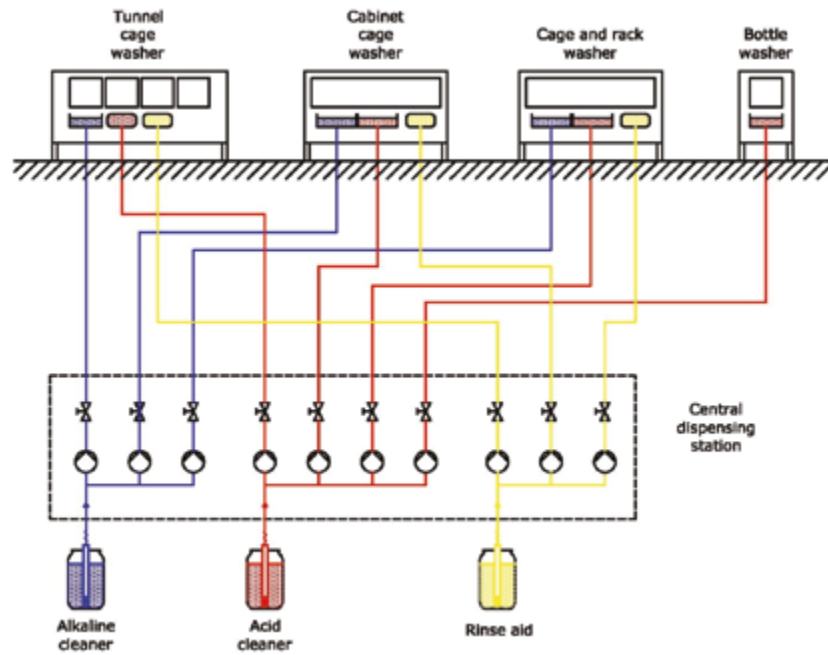 Tunnel
cage
washer
Cabinet
cage
washer
Cage and rack
washer
Bottle
washer
Central
dispensing
station
Alkaline
cleaner
Acid
cleaner
Rinse aid